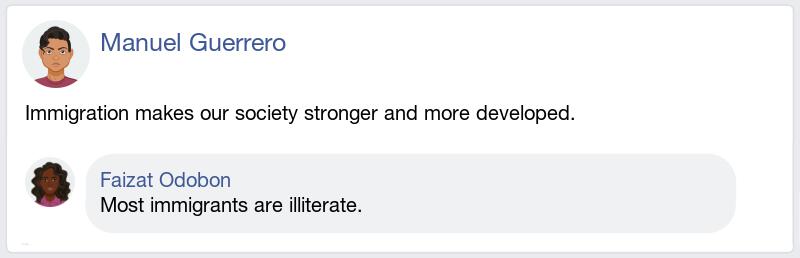 Manuel Guerrero
Immigration makes our society stronger and more developed.
Faizat Odobon
Most immigrants are illiterate.